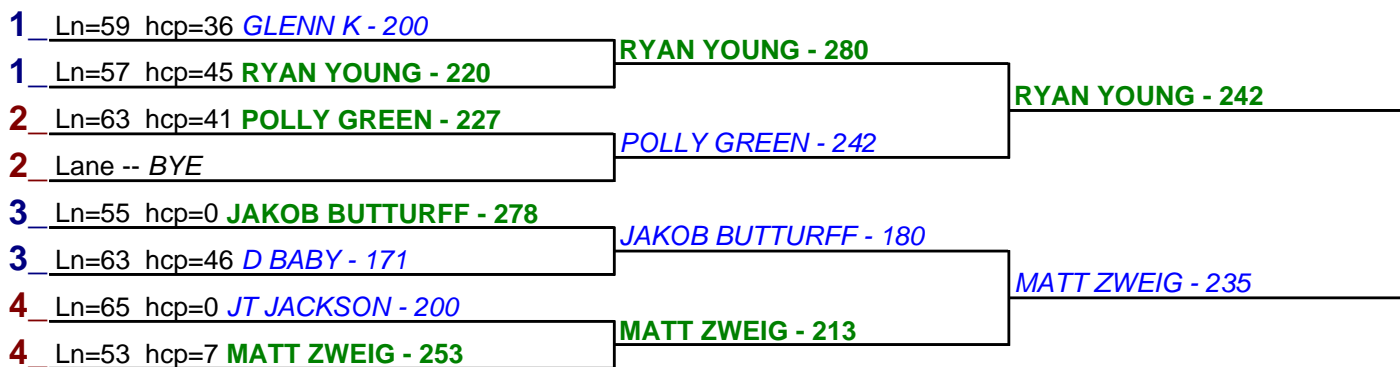 1_ Ln=59 hcp=36 GLENN K - 200
RYAN YOUNG - 280
1_ Ln=57 hcp=45 RYAN YOUNG - 220
RYAN YOUNG - 242
2_ Ln=63 hcp=41 POLLY GREEN - 227
POLLY GREEN - 242
2_ Lane -- BYE
3_ Ln=55 hcp=0 JAKOB BUTTURFF - 278
JAKOB BUTTURFF - 180
3_ Ln=63 hcp=46 D BABY - 171
MATT ZWEIG - 235
4_ Ln=65 hcp=0 JT JACKSON - 200
MATT ZWEIG - 213
4_ Ln=53 hcp=7 MATT ZWEIG - 253